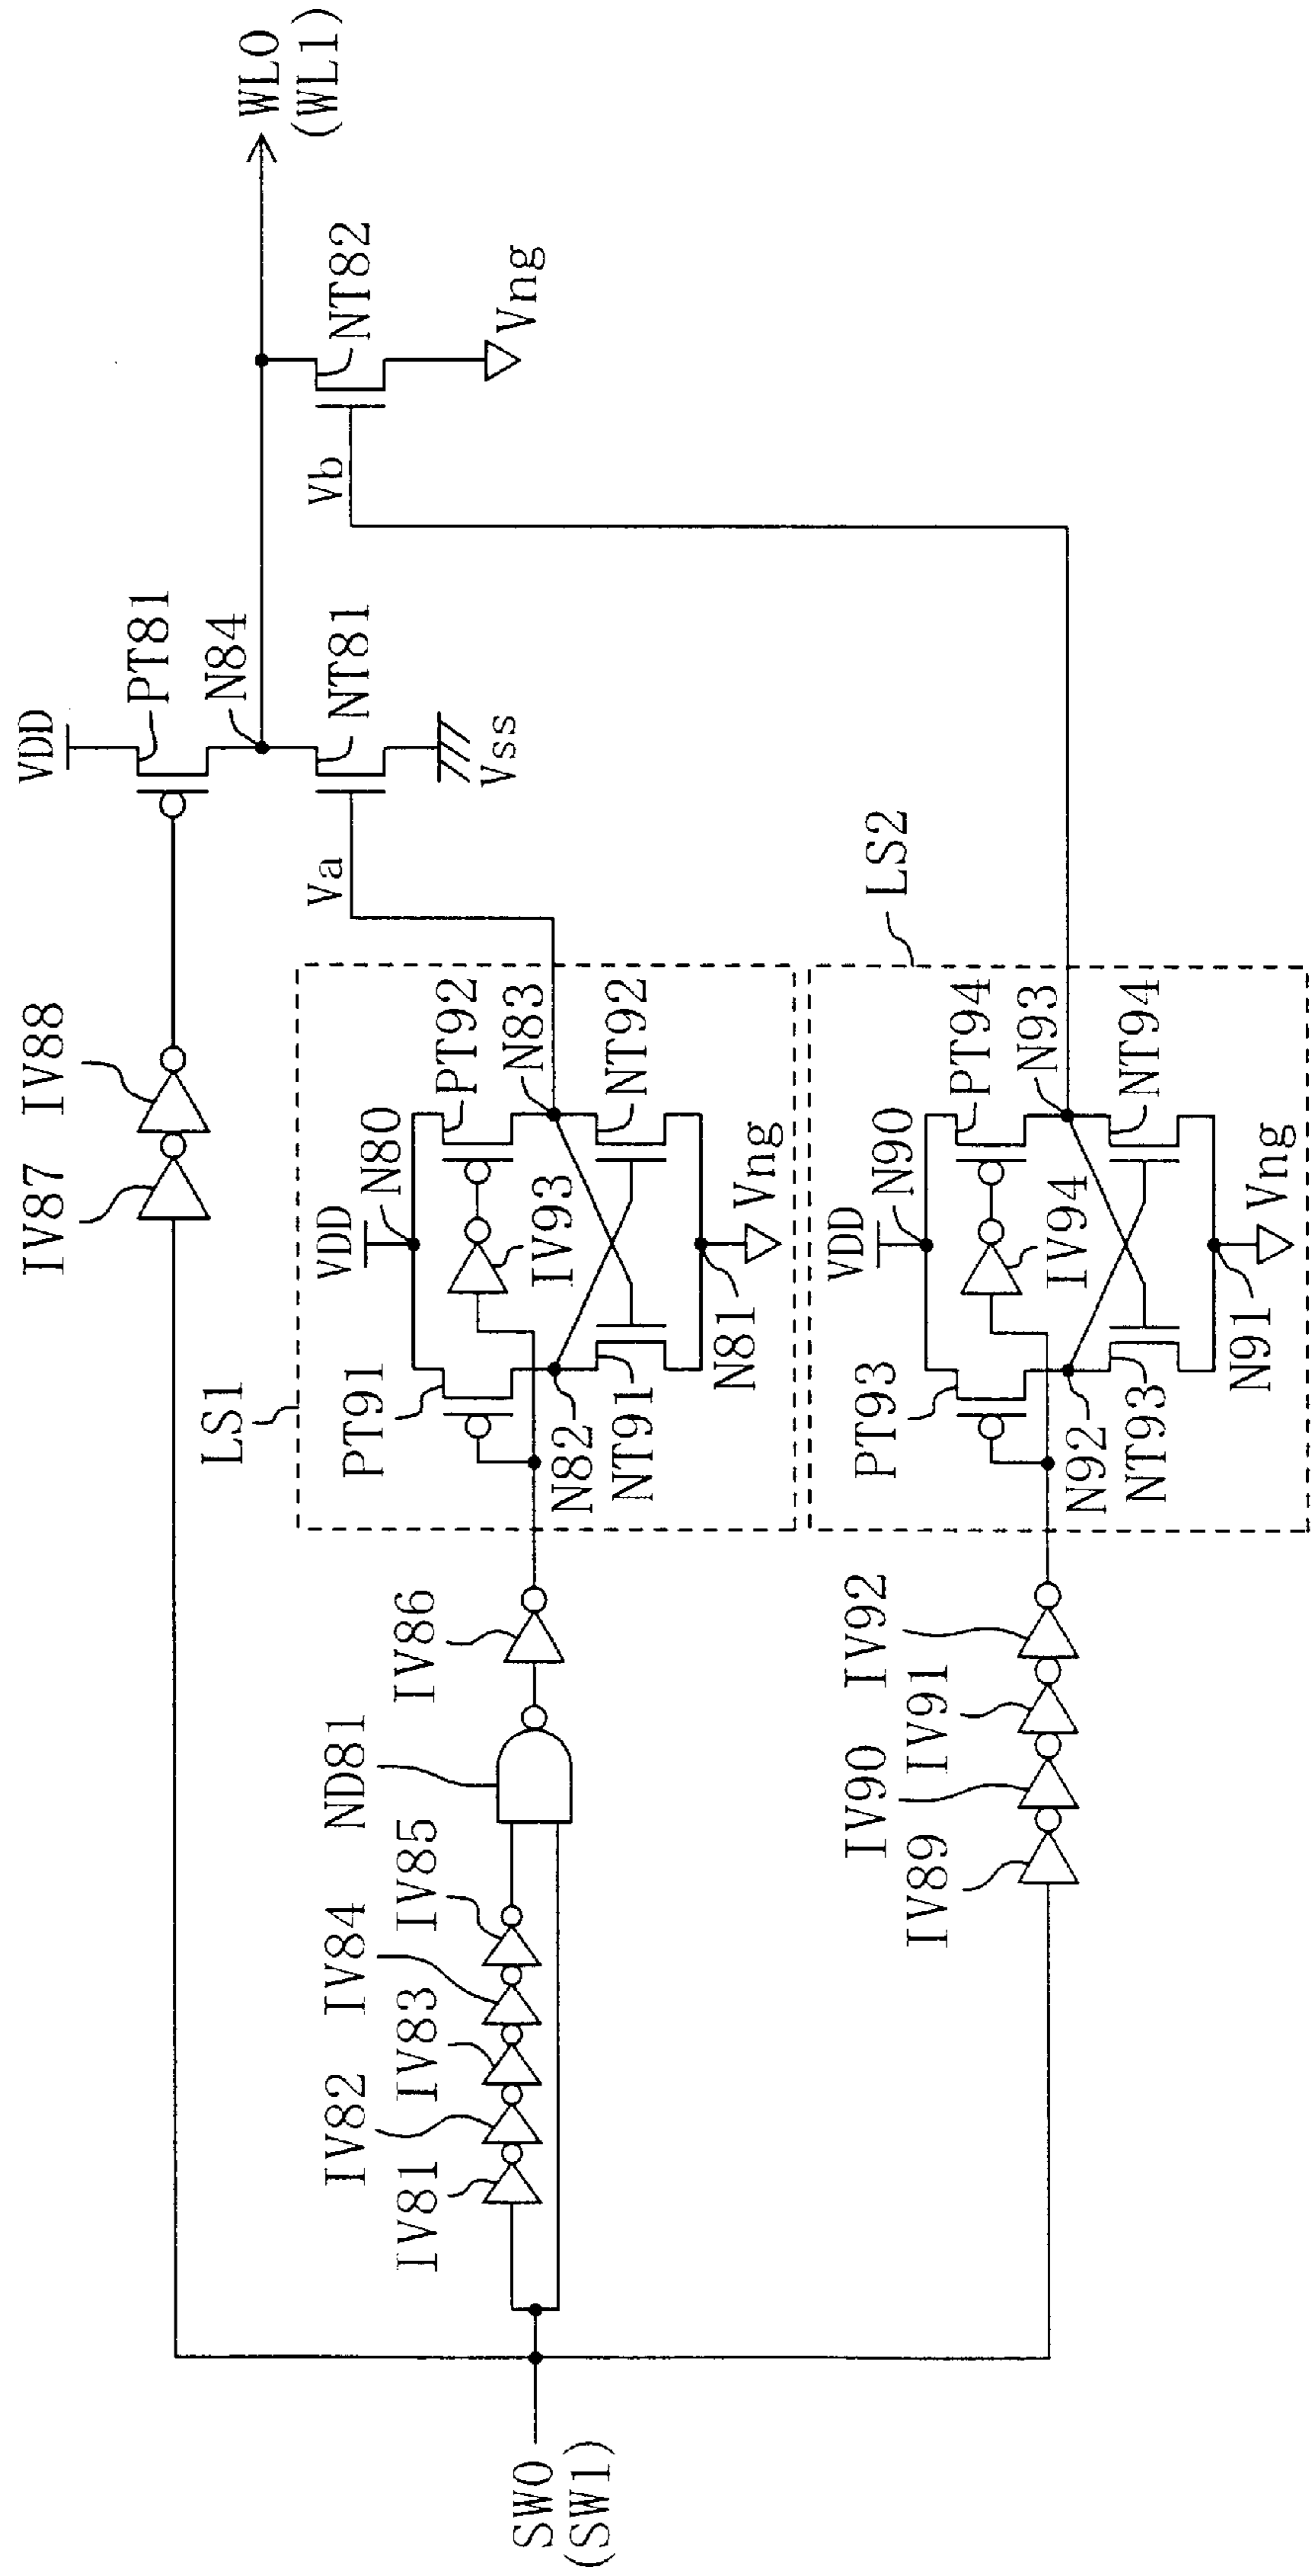 SW0
(SW1)
IV87
IV88
VDD
PT81
N84
NT81
Vss
WL0
(WL1)
NT82
Vng
Va
Vb
IV81
IV82
IV83
IV84
IV85
ND81
IV86
LS1
PT91
VDD
N80
PT92
IV93
N83
N82
NT91
NT92
N81
Vng
IV89
IV90
IV91
IV92
LS2
PT93
VDD
N90
PT94
IV94
N93
N92
NT93
NT94
N91
Vng